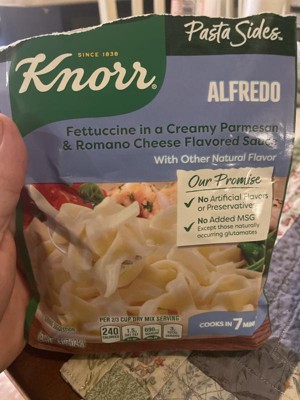 Pasta Sides™
SINCE 1838
Knorr®
ALFREDO
Fettuccine in a Creamy Parmesan
& Romano Cheese Flavored Sauce
With Other Natural Flavor
Our Promise
✓ No Artificial Flavors
or Preservatives
✓ No Added MSG
Except those naturally
occurring glutamates
PER 2/3 CUP DRY MIX SERVING
240
CALORIES
COOKS IN 7 MIN